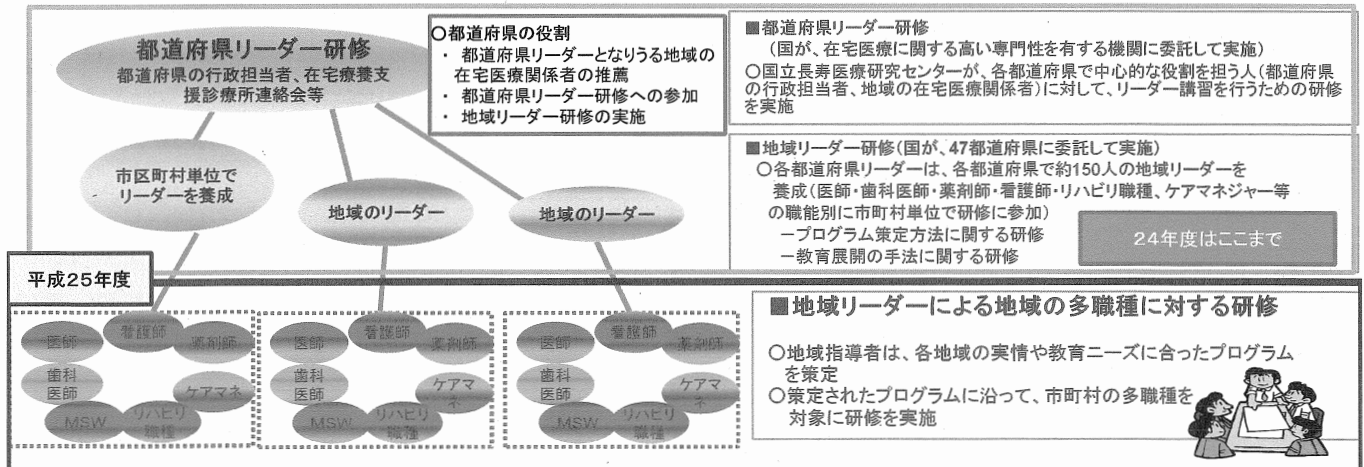 都道府県リーダー研修
都道府県の行政担当者、在宅療養支
援診療所連絡会等
〇都道府県の役割
・ 都道府県リーダーとなりうる地域の
在宅医療関係者の推薦
・ 都道府県リーダー研修への参加
・ 地域リーダー研修の実施
■都道府県リーダー研修
（国が、在宅医療に関する高い専門性を有する機関に委託して実施）
〇国立長寿医療研究センターが、各都道府県で中心的な役割を担う人（都道府県
の行政担当者、地域の在宅医療関係者）に対して、リーダー講習を行うための研修
を実施
市区町村単位で
リーダーを養成
地域のリーダー
地域のリーダー
■地域リーダー研修（国が、47都道府県に委託して実施）
〇各都道府県リーダーは、各都道府県で約150人の地域リーダーを
養成（医師・歯科医師・薬剤師・看護師・リハビリ職種、ケアマネジャー等
の職能別に市町村単位で研修に参加）
－プログラム策定方法に関する研修
－教育展開の手法に関する研修
２４年度はここまで
平成２５年度
医師
看護師
薬剤師
歯科
医師
ケアマネ
MSW
リハビリ
職種
医師
看護師
薬剤師
歯科
医師
ケアマ
ネ
MSW
リハビリ
職種
医師
看護師
薬剤師
歯科
医師
ケアマ
ネ
MSW
リハビリ
職種
■地域リーダーによる地域の多職種に対する研修
〇地域指導者は、各地域の実情や教育ニーズに合ったプログラム
を策定
〇策定されたプログラムに沿って、市町村の多職種を
対象に研修を実施